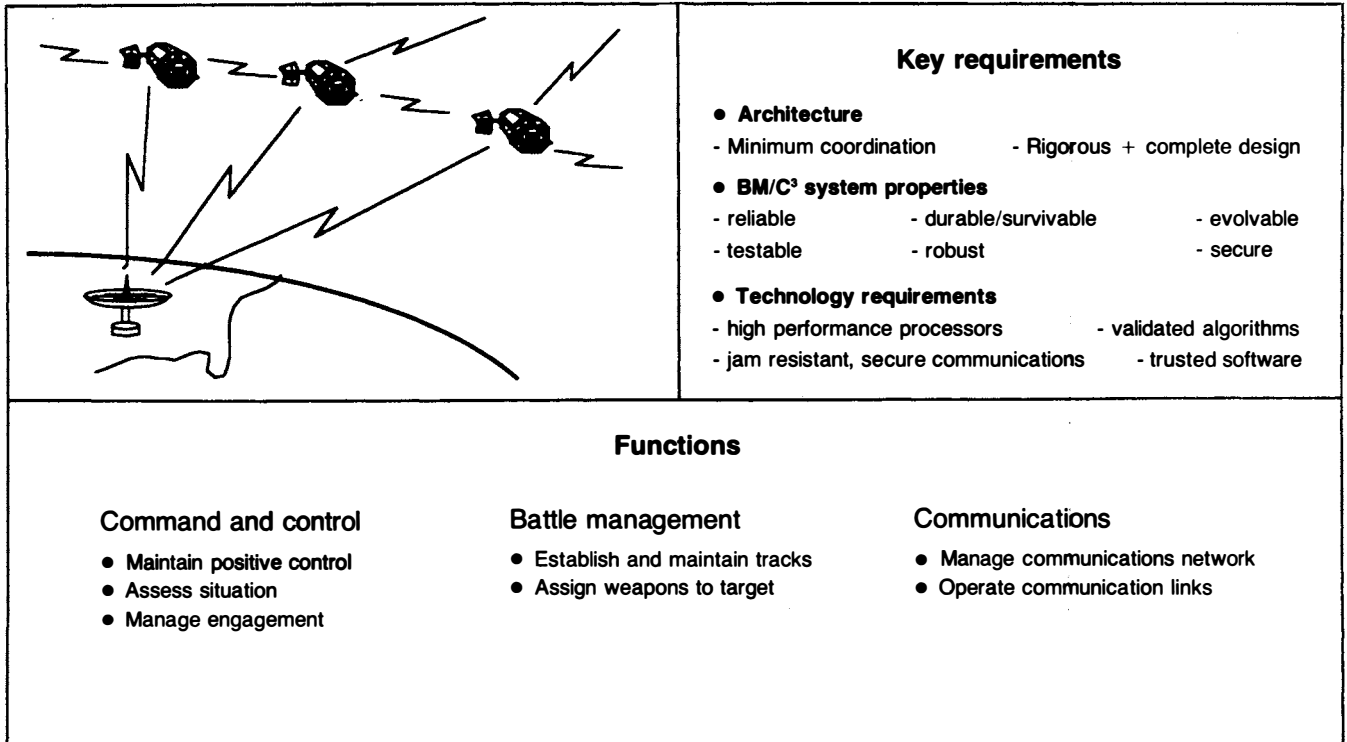 Key requirements
● Architecture
- Minimum coordination - Rigorous + complete design
● BM/C³ system properties
- reliable - durable/survivable - evolvable
- testable - robust - secure
● Technology requirements
- high performance processors - validated algorithms
- jam resistant, secure communications - trusted software
Functions
Command and control
● Maintain positive control
● Assess situation
● Manage engagement
Battle management
● Establish and maintain tracks
● Assign weapons to target
Communications
● Manage communications network
● Operate communication links